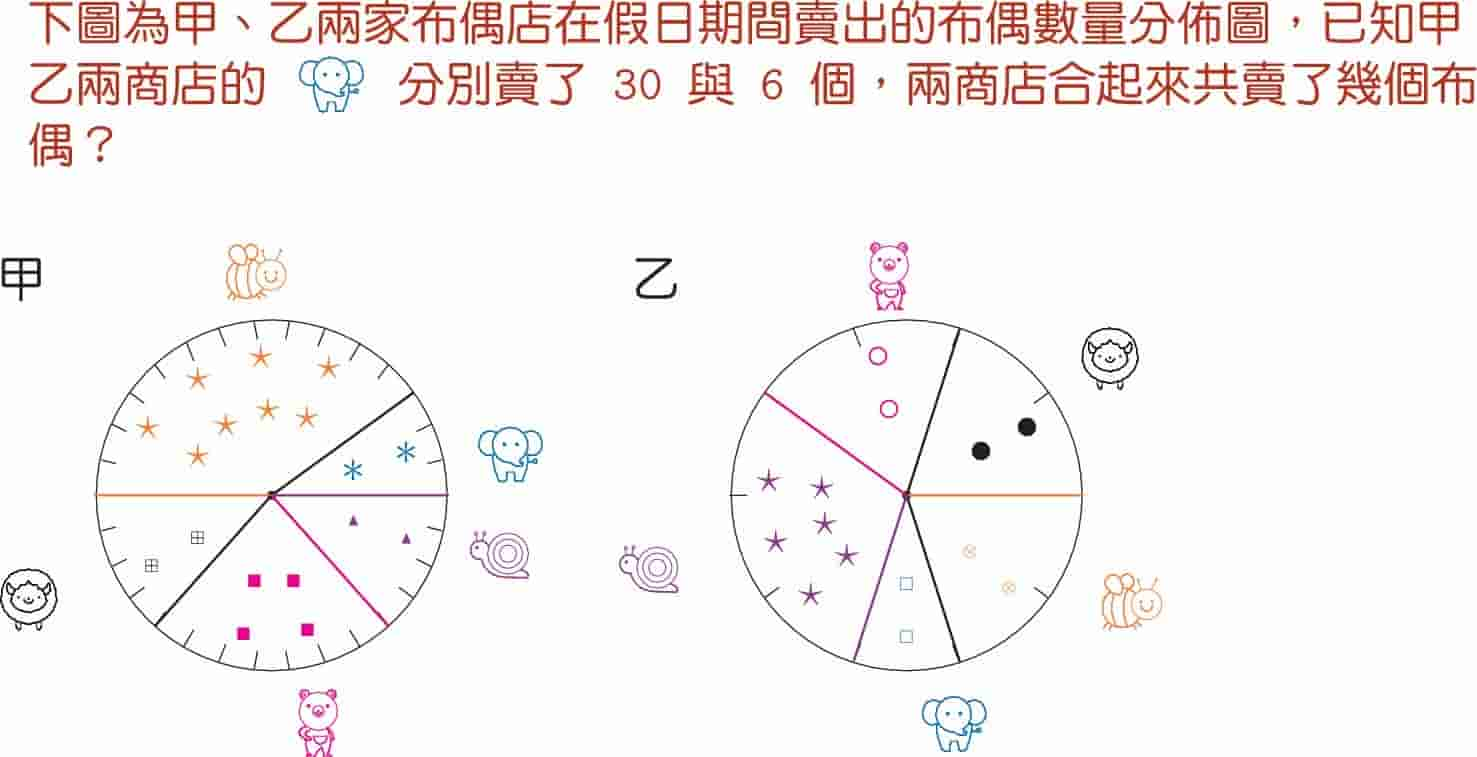 下圖為甲、乙兩家布偶店在假日期間賣出的布偶數量分佈圖，已知甲
乙兩商店的 分別賣了 30 與 6 個，兩商店合起來共賣了幾個布
偶？
甲
乙